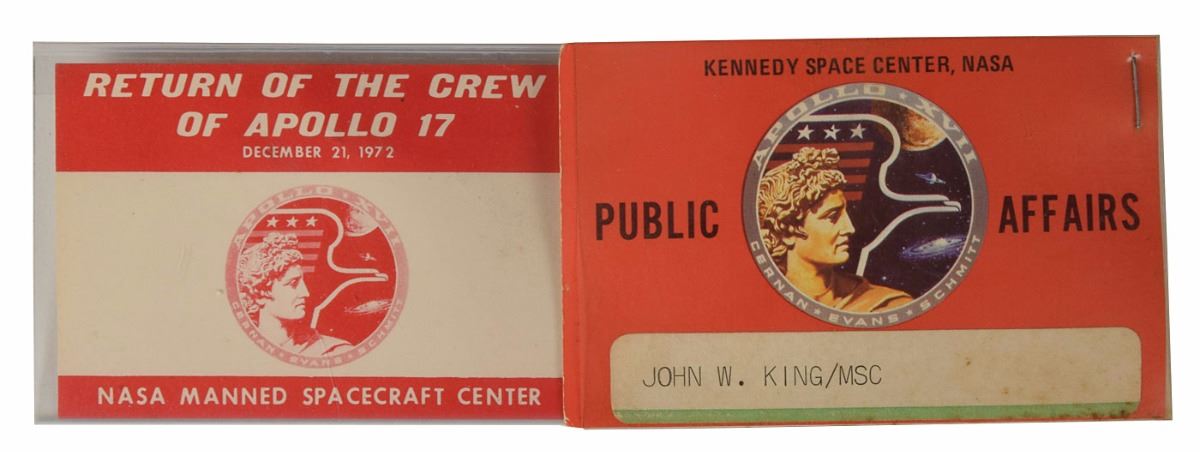 RETURN OF THE CREW
OF APOLLO 17
DECEMBER 21, 1972
APOLLO XVII
CERNAN ★ EVANS ★ SCHMITT
NASA MANNED SPACECRAFT CENTER
KENNEDY SPACE CENTER, NASA
APOLLO ★ XVII
PUBLIC AFFAIRS
CERNAN ★ EVANS ★ SCHMITT
JOHN W. KING/MSC